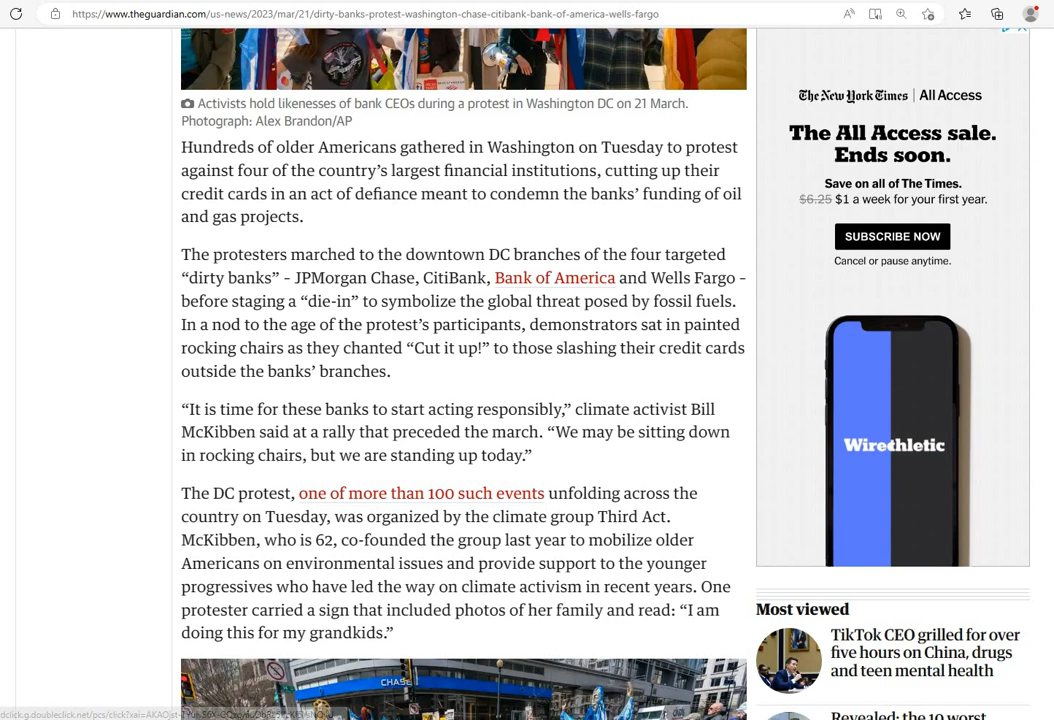 https://www.theguardian.com/us-news/2023/mar/21/dirty-banks-protest-washington-chase-citibank-bank-of-america-wells-fargo
Activists hold likenesses of bank CEOs during a protest in Washington DC on 21 March.
Photograph: Alex Brandon/AP
Hundreds of older Americans gathered in Washington on Tuesday to protest
against four of the country’s largest financial institutions, cutting up their
credit cards in an act of defiance meant to condemn the banks’ funding of oil
and gas projects.
The protesters marched to the downtown DC branches of the four targeted
“dirty banks” – JPMorgan Chase, CitiBank, Bank of America and Wells Fargo –
before staging a “die-in” to symbolize the global threat posed by fossil fuels.
In a nod to the age of the protest’s participants, demonstrators sat in painted
rocking chairs as they chanted “Cut it up!” to those slashing their credit cards
outside the banks’ branches.
“It is time for these banks to start acting responsibly,” climate activist Bill
McKibben said at a rally that preceded the march. “We may be sitting down
in rocking chairs, but we are standing up today.”
The DC protest, one of more than 100 such events unfolding across the
country on Tuesday, was organized by the climate group Third Act.
McKibben, who is 62, co-founded the group last year to mobilize older
Americans on environmental issues and provide support to the younger
progressives who have led the way on climate activism in recent years. One
protester carried a sign that included photos of her family and read: “I am
doing this for my grandkids.”
CHASE
The New York Times | All Access
The All Access sale.
Ends soon.
Save on all of The Times.
$6.25 $1 a week for your first year.
SUBSCRIBE NOW
Cancel or pause anytime.
Wirethletic
Most viewed
TikTok CEO grilled for over
five hours on China, drugs
and teen mental health
Revealed: the 10 worst